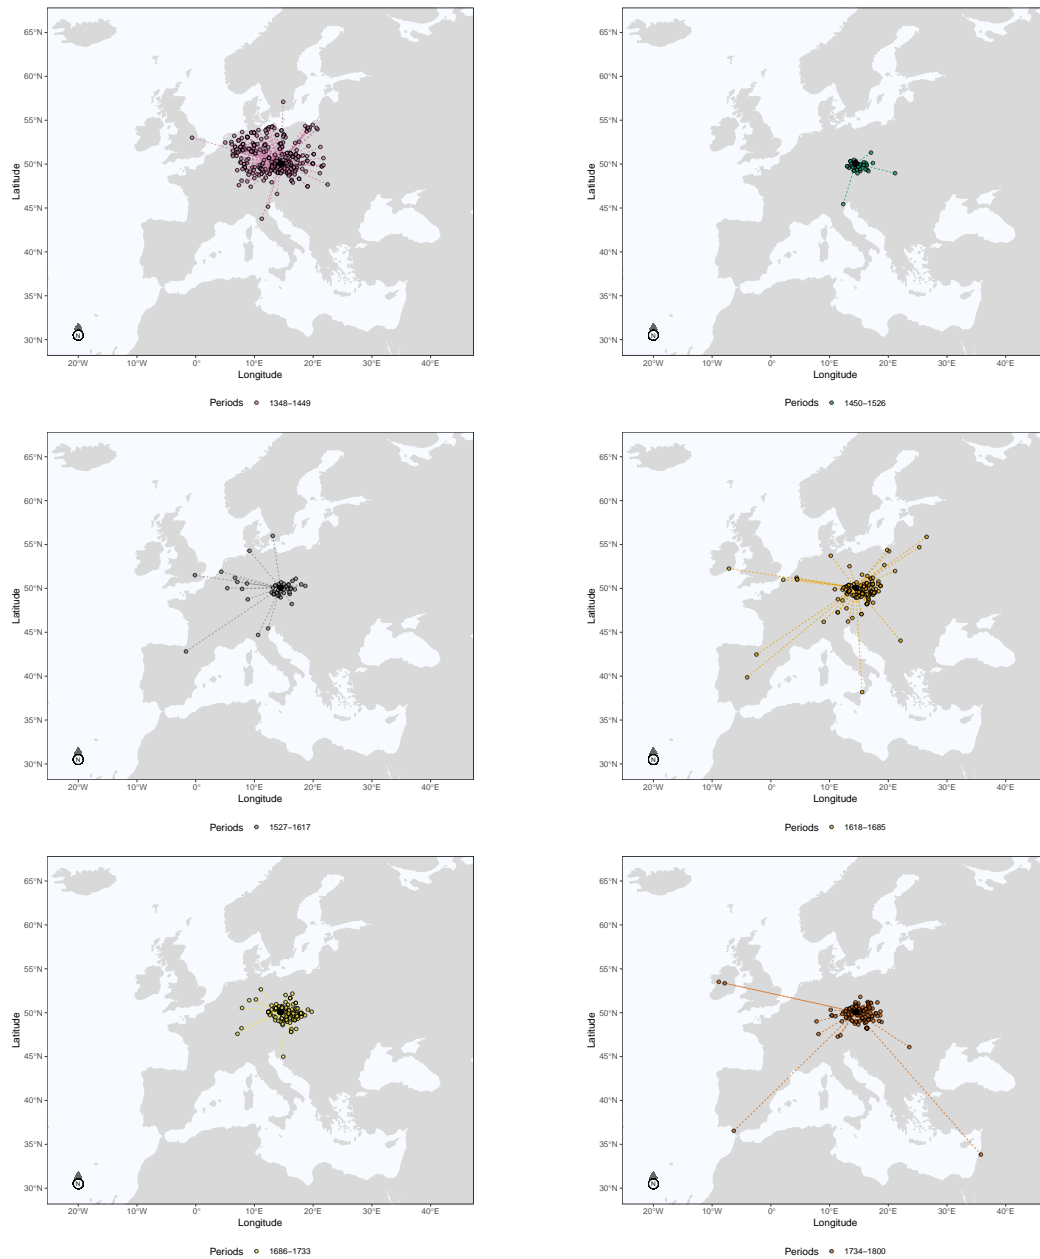 65°N
60°N
55°N
50°N
45°N
40°N
35°N
30°N
Latitude
N
20°W 10°W 0° 10°E 20°E 30°E 40°E
Longitude
Periods 1348–1449
65°N
60°N
55°N
50°N
45°N
40°N
35°N
30°N
Latitude
N
20°W 10°W 0° 10°E 20°E 30°E 40°E
Longitude
Periods 1450–1526
65°N
60°N
55°N
50°N
45°N
40°N
35°N
30°N
Latitude
N
20°W 10°W 0° 10°E 20°E 30°E 40°E
Longitude
Periods 1527–1617
65°N
60°N
55°N
50°N
45°N
40°N
35°N
30°N
Latitude
N
20°W 10°W 0° 10°E 20°E 30°E 40°E
Longitude
Periods 1618–1685
65°N
60°N
55°N
50°N
45°N
40°N
35°N
30°N
Latitude
N
20°W 10°W 0° 10°E 20°E 30°E 40°E
Longitude
Periods 1686–1733
65°N
60°N
55°N
50°N
45°N
40°N
35°N
30°N
Latitude
N
20°W 10°W 0° 10°E 20°E 30°E 40°E
Longitude
Periods 1734–1800